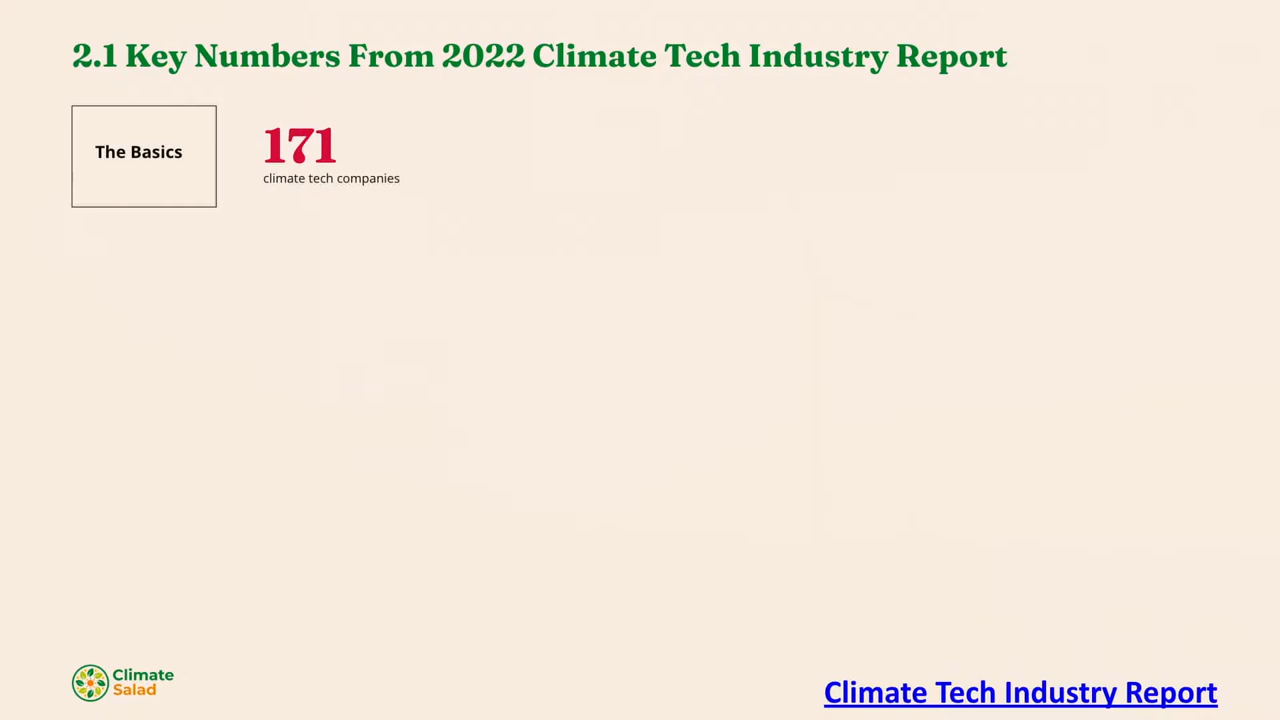 2.1 Key Numbers From 2022 Climate Tech Industry Report
The Basics
171
climate tech companies
Climate
Salad
Climate Tech Industry Report